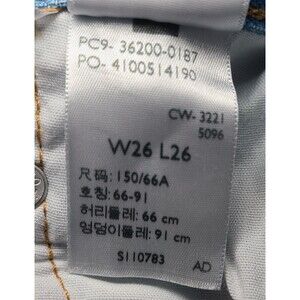 PC9- 36200-0187
PO- 4100514190
CW- 3221
5096
W26 L26
尺码: 150/66A
호칭: 66-91
허리둘레: 66 cm
엉덩이둘레: 91 cm
S110783
AD